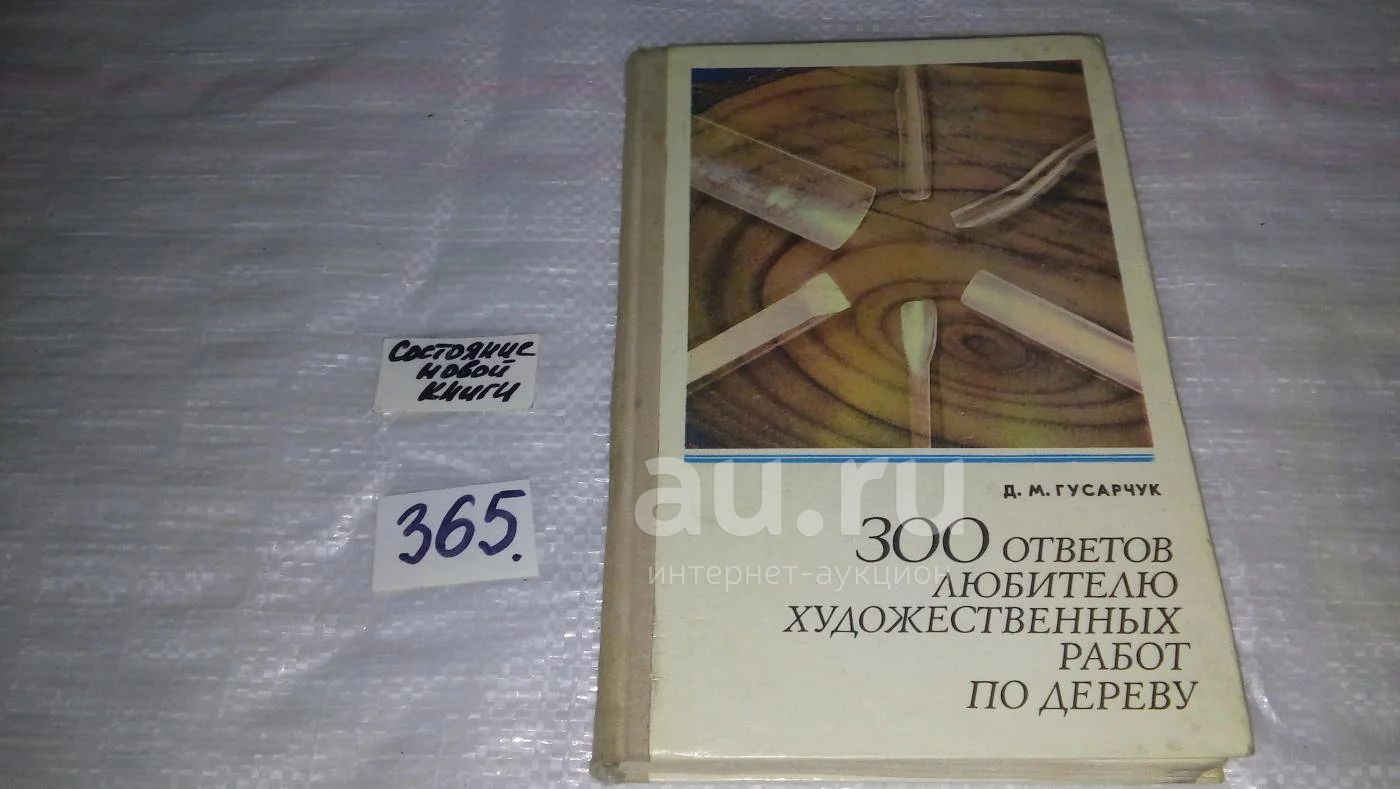 Состояние
новой
книги
365.
Д. М. ГУСАРЧУК
300 ОТВЕТОВ
ЛЮБИТЕЛЮ
ХУДОЖЕСТВЕННЫХ
РАБОТ
ПО ДЕРЕВУ
au.ru
интернет-аукцион